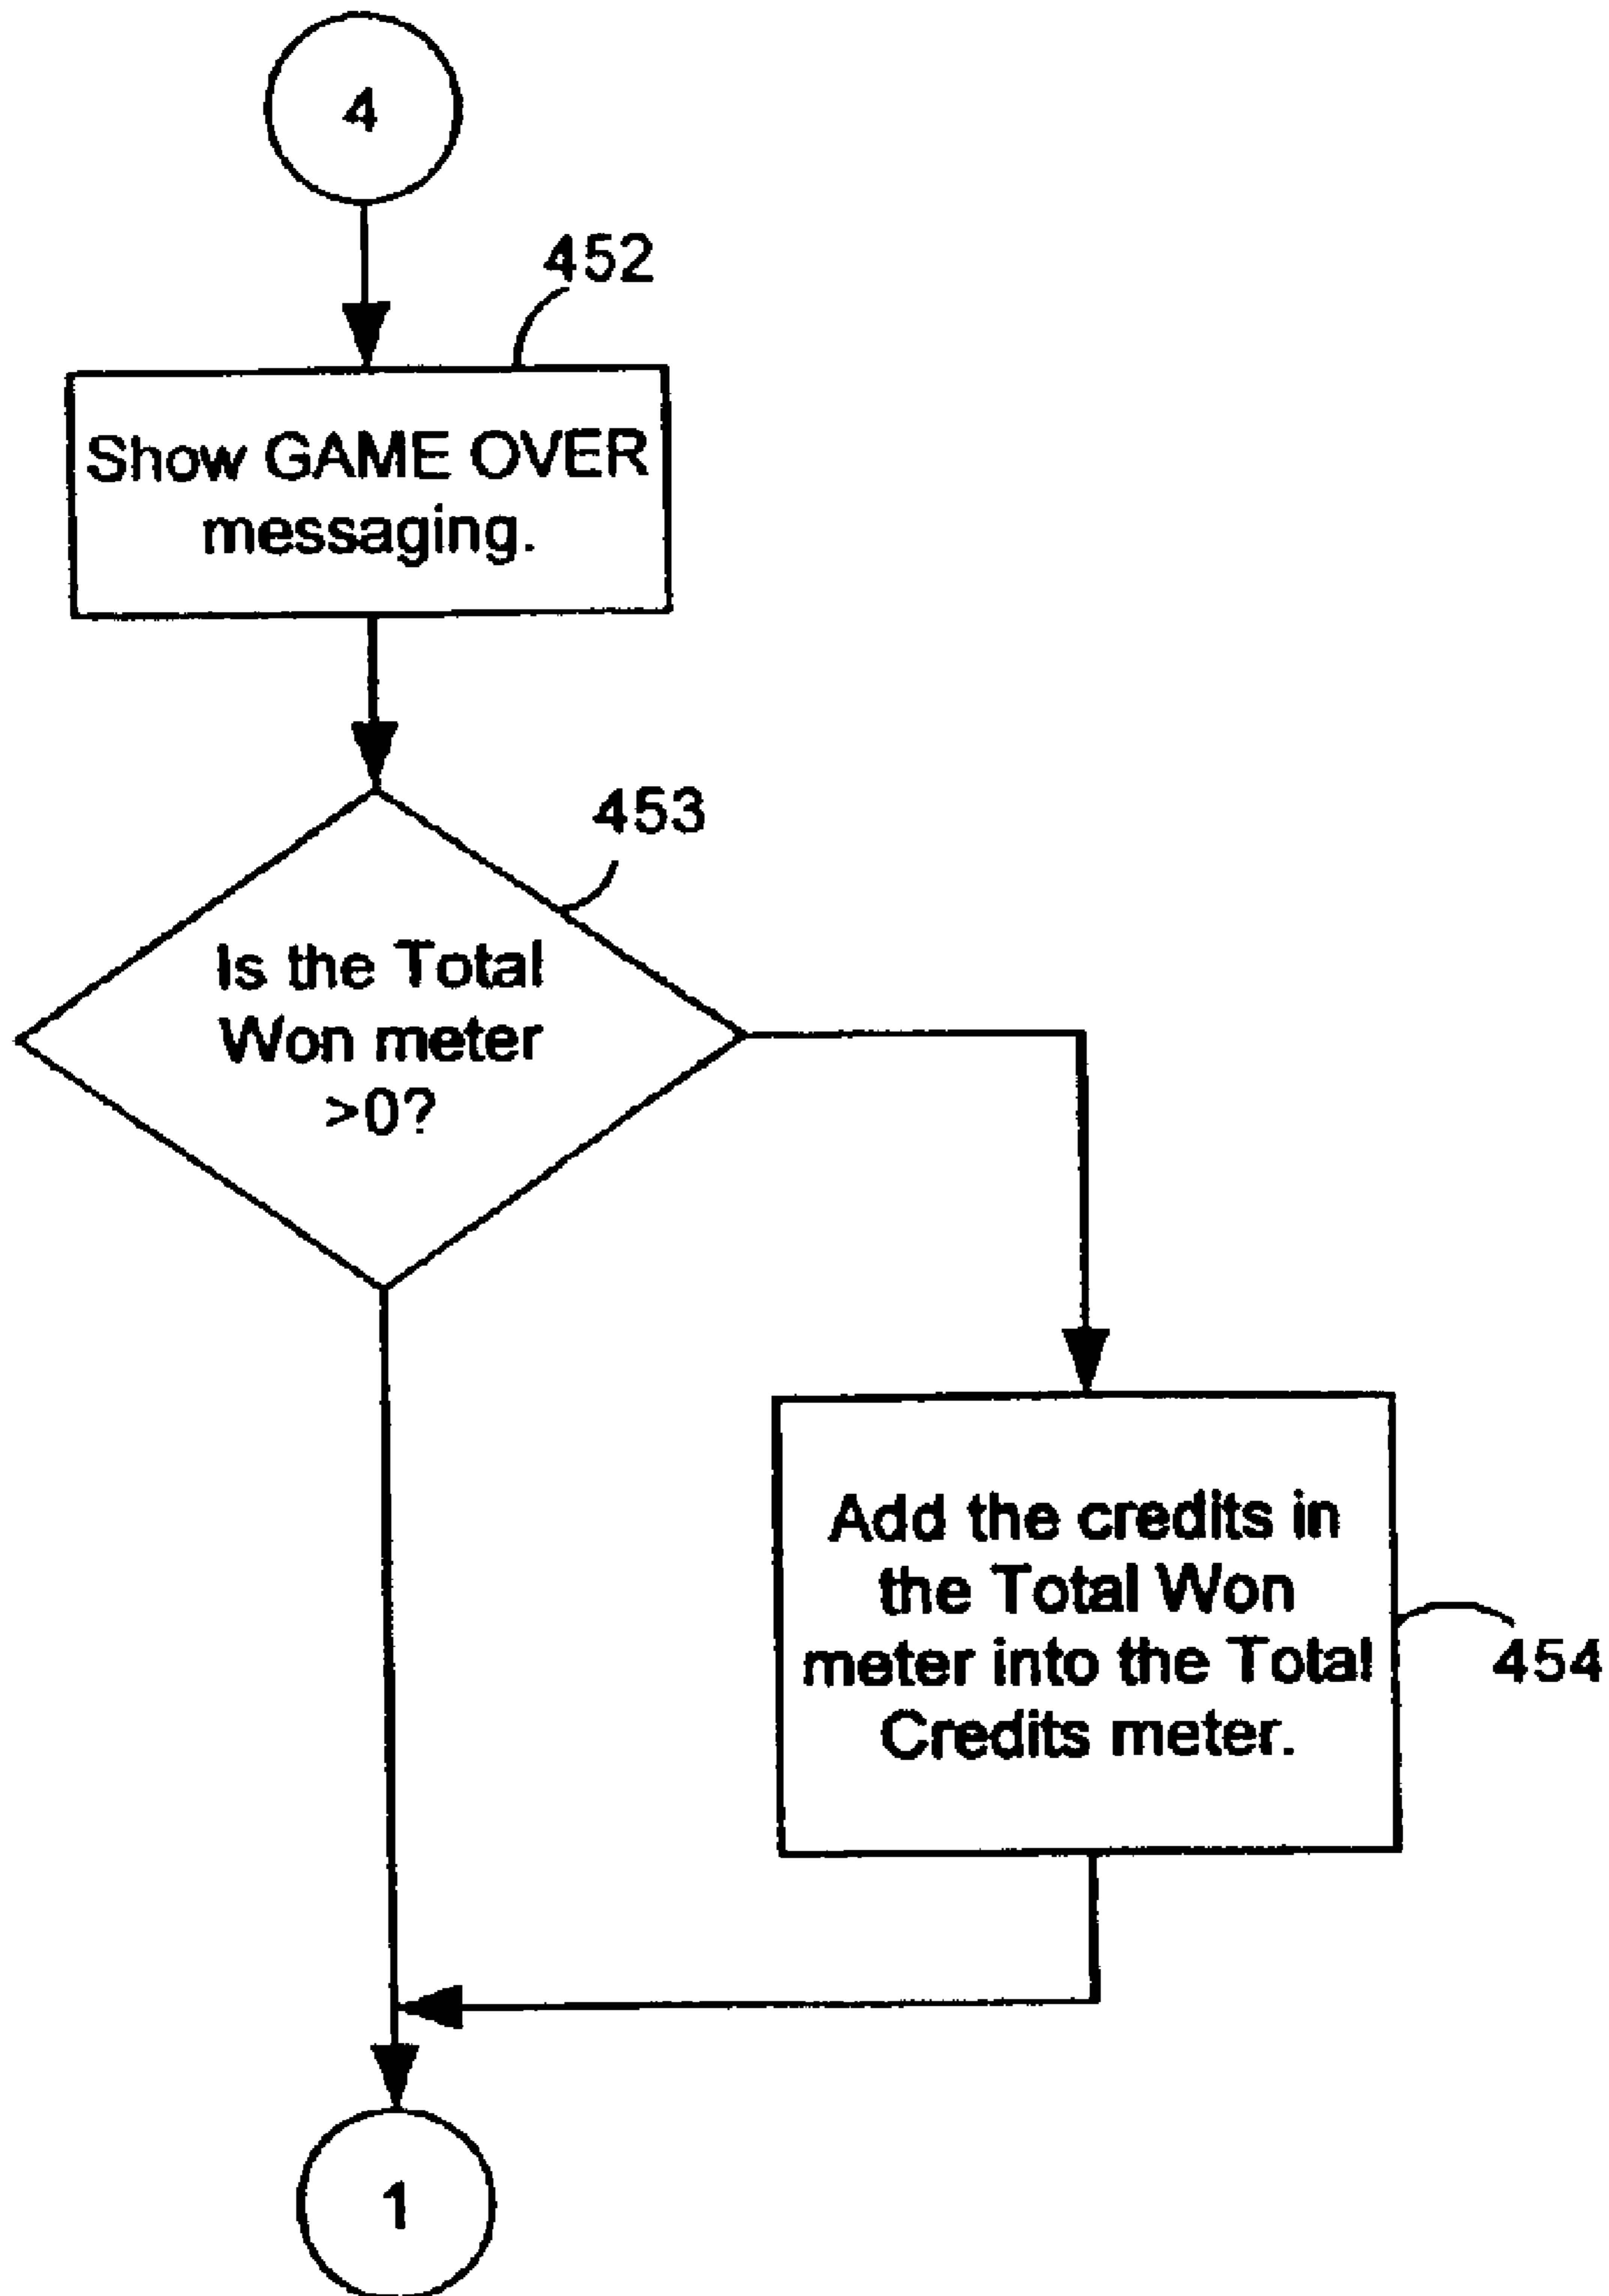 4
452
Show GAME OVER
messaging.
453
Is the Total
Won meter
>0?
Add the credits in
the Total Won
meter into the Total
Credits meter.
454
1